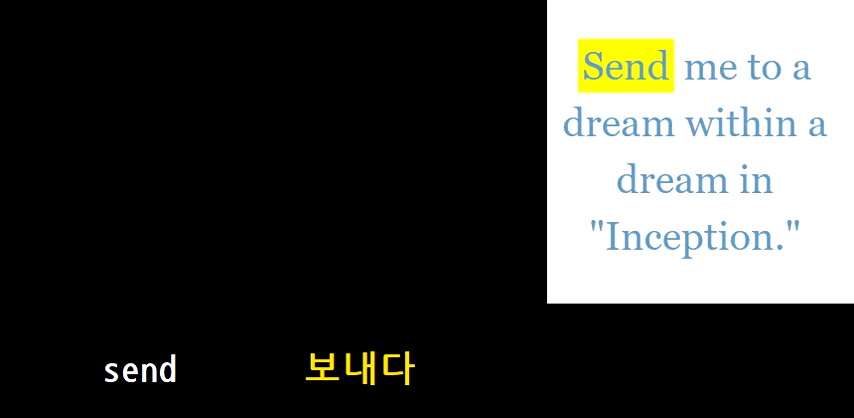 Send me to a
dream within a
dream in
"Inception."
send 보내다